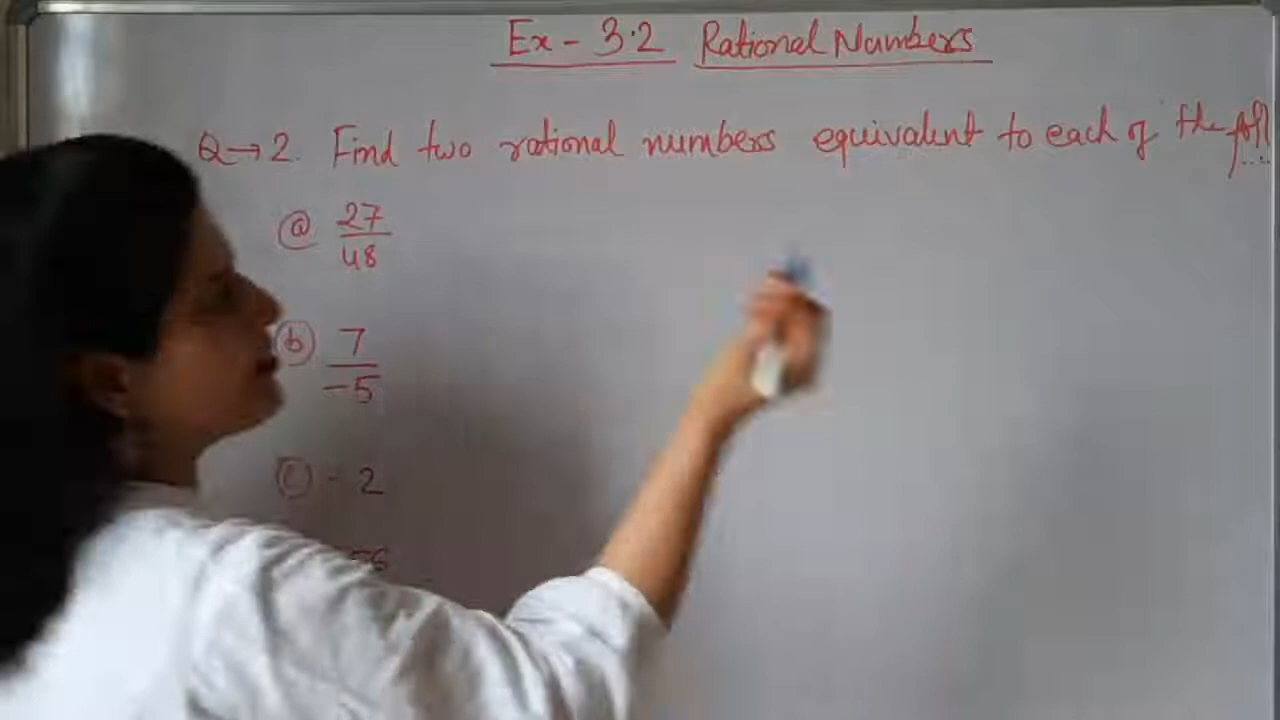 Ex - 3.2 Rational Numbers
Q→2. Find two rational numbers equivalent to each of the foll...
ⓐ 27/48
ⓑ 7/-5
ⓒ - 2
56